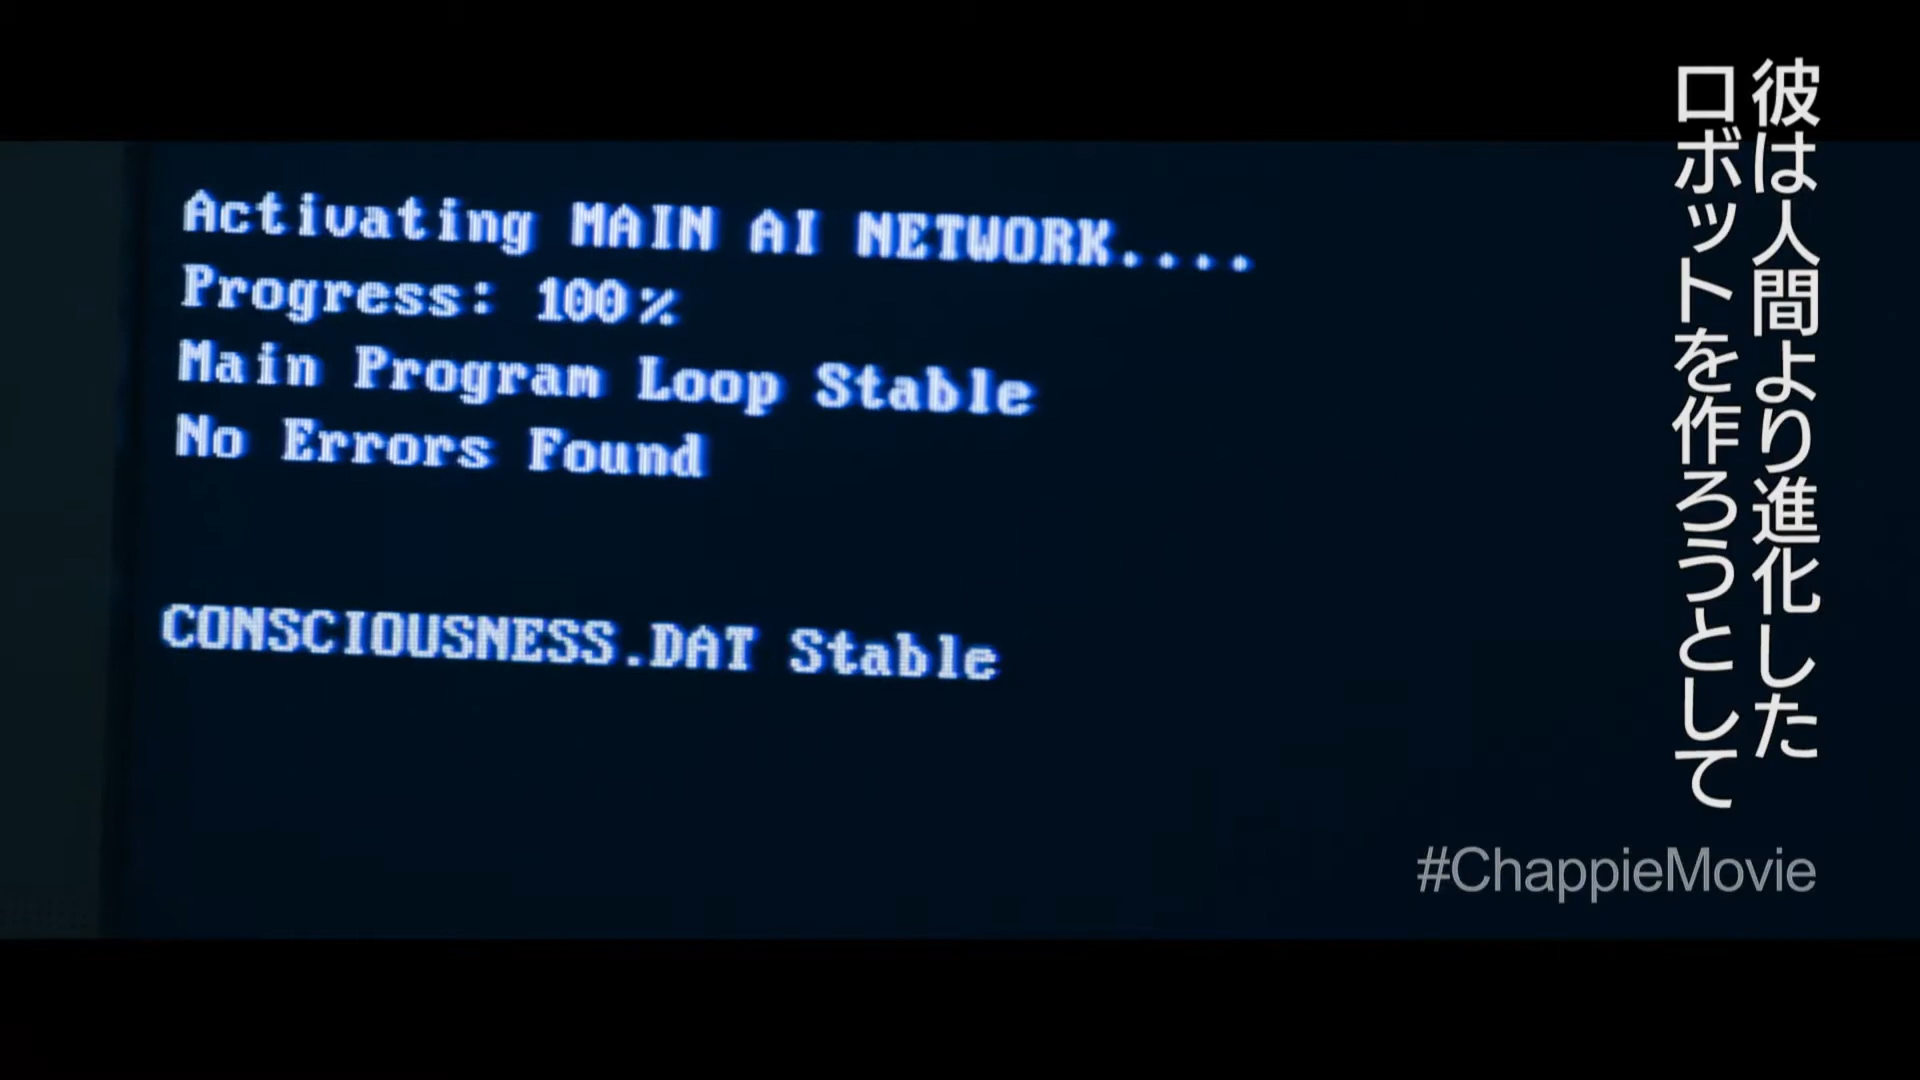 Activating MAIN AI NETWORK....
Progress: 100%
Main Program Loop Stable
No Errors Found
CONSCIOUSNESS.DAT Stable
彼は人間より進化した
ロボットを作ろうとして
#ChappieMovie